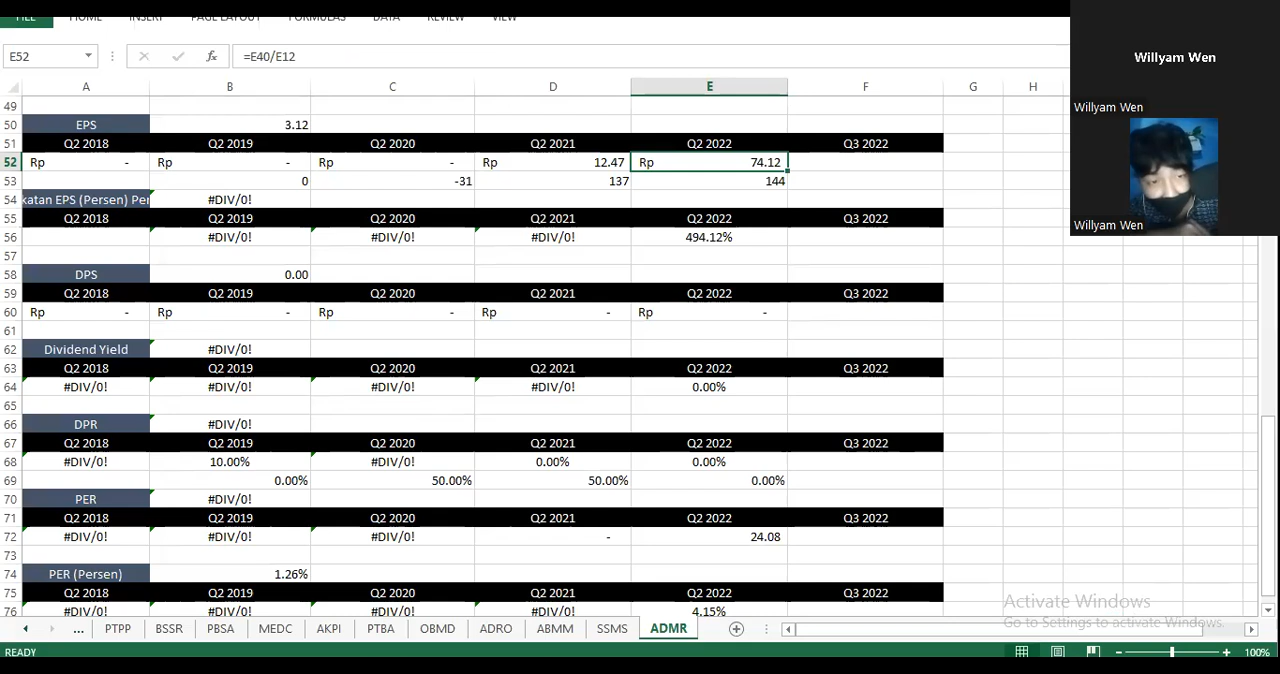 FILE HOME INSERT PAGE LAYOUT FORMULAS DATA REVIEW VIEW
Willyam Wen
E52 fx =E40/E12
A B C D E F G H
Willyam Wen
49
50 EPS 3.12
51 Q2 2018 Q2 2019 Q2 2020 Q2 2021 Q2 2022 Q3 2022
52 Rp - Rp - Rp - Rp 12.47 Rp 74.12
53 0 -31 137 144
54 katan EPS (Persen) Per #DIV/0!
55 Q2 2018 Q2 2019 Q2 2020 Q2 2021 Q2 2022 Q3 2022
Willyam Wen
56 #DIV/0! #DIV/0! #DIV/0! 494.12%
57
58 DPS 0.00
59 Q2 2018 Q2 2019 Q2 2020 Q2 2021 Q2 2022 Q3 2022
60 Rp - Rp - Rp - Rp - Rp -
61
62 Dividend Yield #DIV/0!
63 Q2 2018 Q2 2019 Q2 2020 Q2 2021 Q2 2022 Q3 2022
64 #DIV/0! #DIV/0! #DIV/0! #DIV/0! 0.00%
65
66 DPR #DIV/0!
67 Q2 2018 Q2 2019 Q2 2020 Q2 2021 Q2 2022 Q3 2022
68 #DIV/0! 10.00% #DIV/0! 0.00% 0.00%
69 0.00% 50.00% 50.00% 0.00%
70 PER #DIV/0!
71 Q2 2018 Q2 2019 Q2 2020 Q2 2021 Q2 2022 Q3 2022
72 #DIV/0! #DIV/0! #DIV/0! - 24.08
73
74 PER (Persen) 1.26%
75 Q2 2018 Q2 2019 Q2 2020 Q2 2021 Q2 2022 Q3 2022
76 #DIV/0! #DIV/0! #DIV/0! #DIV/0! 4.15%
Activate Windows
Go to Settings to activate Windows.
... PTPP BSSR PBSA MEDC AKPI PTBA OBMD ADRO ABMM SSMS ADMR
READY 100%